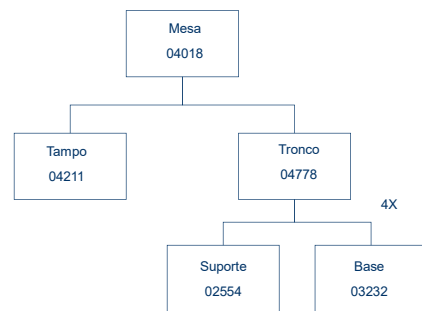 Mesa
04018
Tampo
04211
Tronco
04778
4X
Suporte
02554
Base
03232